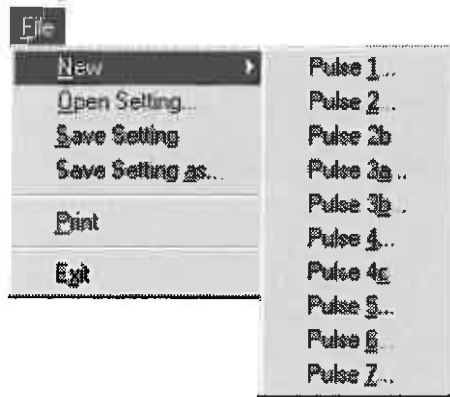 File
New
Open Setting...
Save Setting
Save Setting as...
Print
Exit
Pulse 1...
Pulse 2...
Pulse 2b
Pulse 3a...
Pulse 3b...
Pulse 4...
Pulse 4c
Pulse 5...
Pulse 6...
Pulse 7...